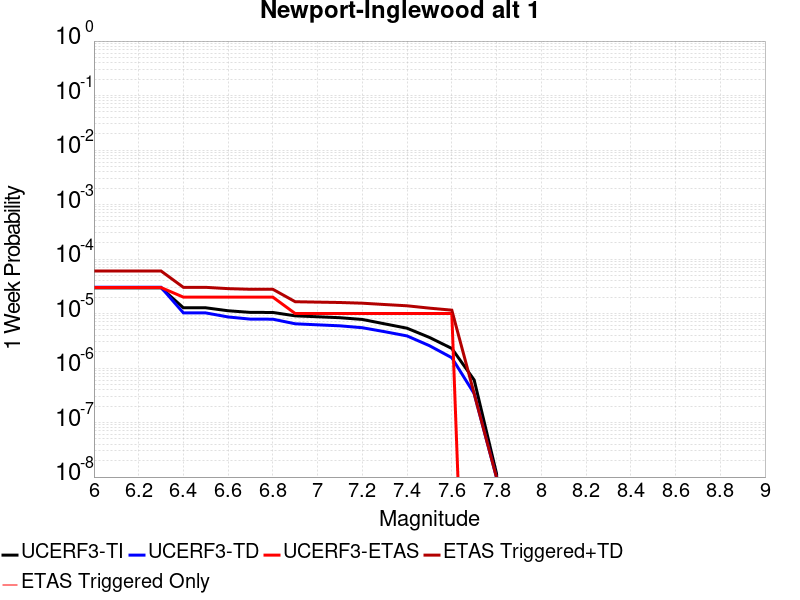 Newport-Inglewood alt 1
10^0
10^-1
10^-2
10^-3
10^-4
10^-5
10^-6
10^-7
10^-8
1 Week Probability
6 6.2 6.4 6.6 6.8 7 7.2 7.4 7.6 7.8 8 8.2 8.4 8.6 8.8 9
Magnitude
UCERF3-TI UCERF3-TD UCERF3-ETAS ETAS Triggered+TD
ETAS Triggered Only